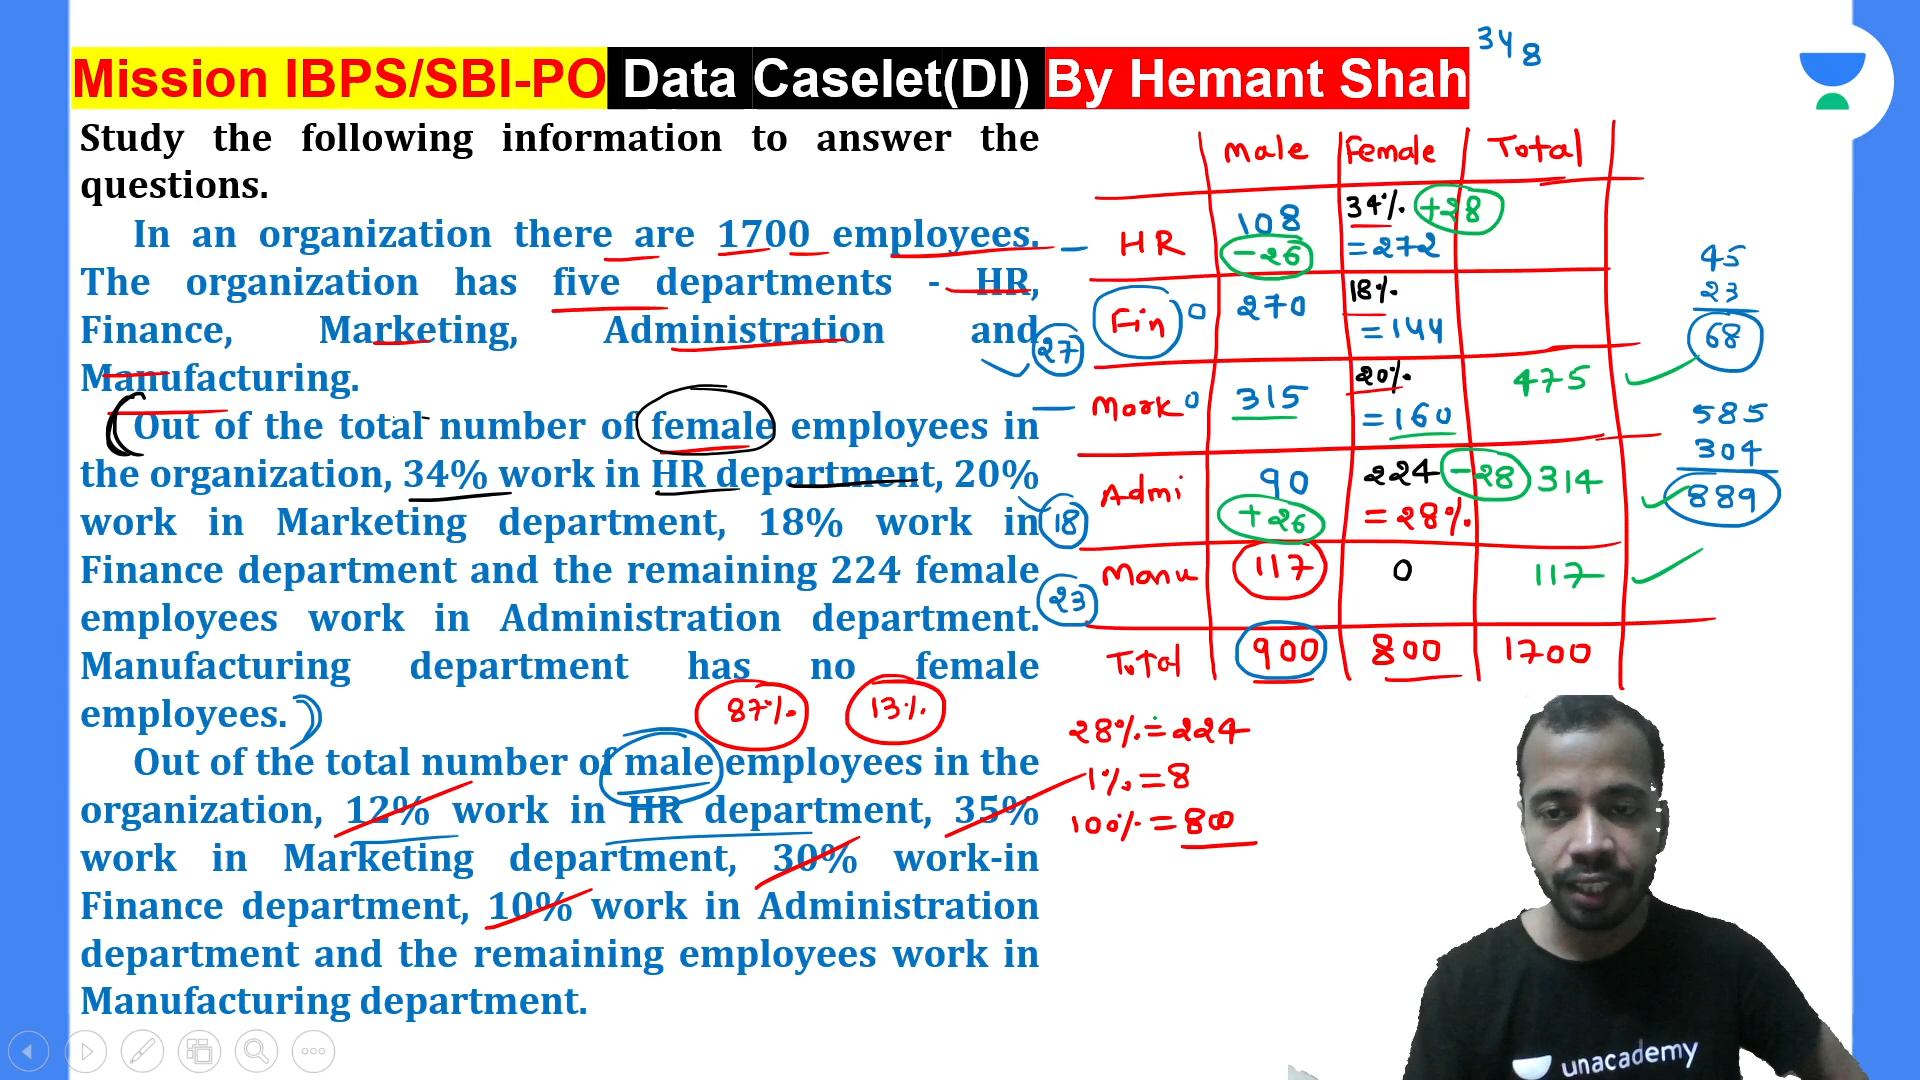 348
Mission IBPS/SBI-PO Data Caselet(DI) By Hemant Shah
Study the following information to answer the
questions.
In an organization there are 1700 employees.
The organization has five departments - HR,
Finance, Marketing, Administration and
Manufacturing.
Out of the total number of female employees in
the organization, 34% work in HR department, 20%
work in Marketing department, 18% work in
Finance department and the remaining 224 female
employees work in Administration department.
Manufacturing department has no female
employees.
87% 13%
Out of the total number of male employees in the
organization, 12% work in HR department, 35%
work in Marketing department, 30% work-in
Finance department, 10% work in Administration
department and the remaining employees work in
Manufacturing department.
Male Female Total
HR 108 34% +28
-26 =272
Fin 0 270 18%
=144
27
Mark 0 315 20% 475
=160
Admi 90 224 -28 314
18 +26 =28%
Manu 117 0 117
23
Total 900 800 1700
28%=224
1%=8
100%=800
45
23
68
585
304
889
unacademy